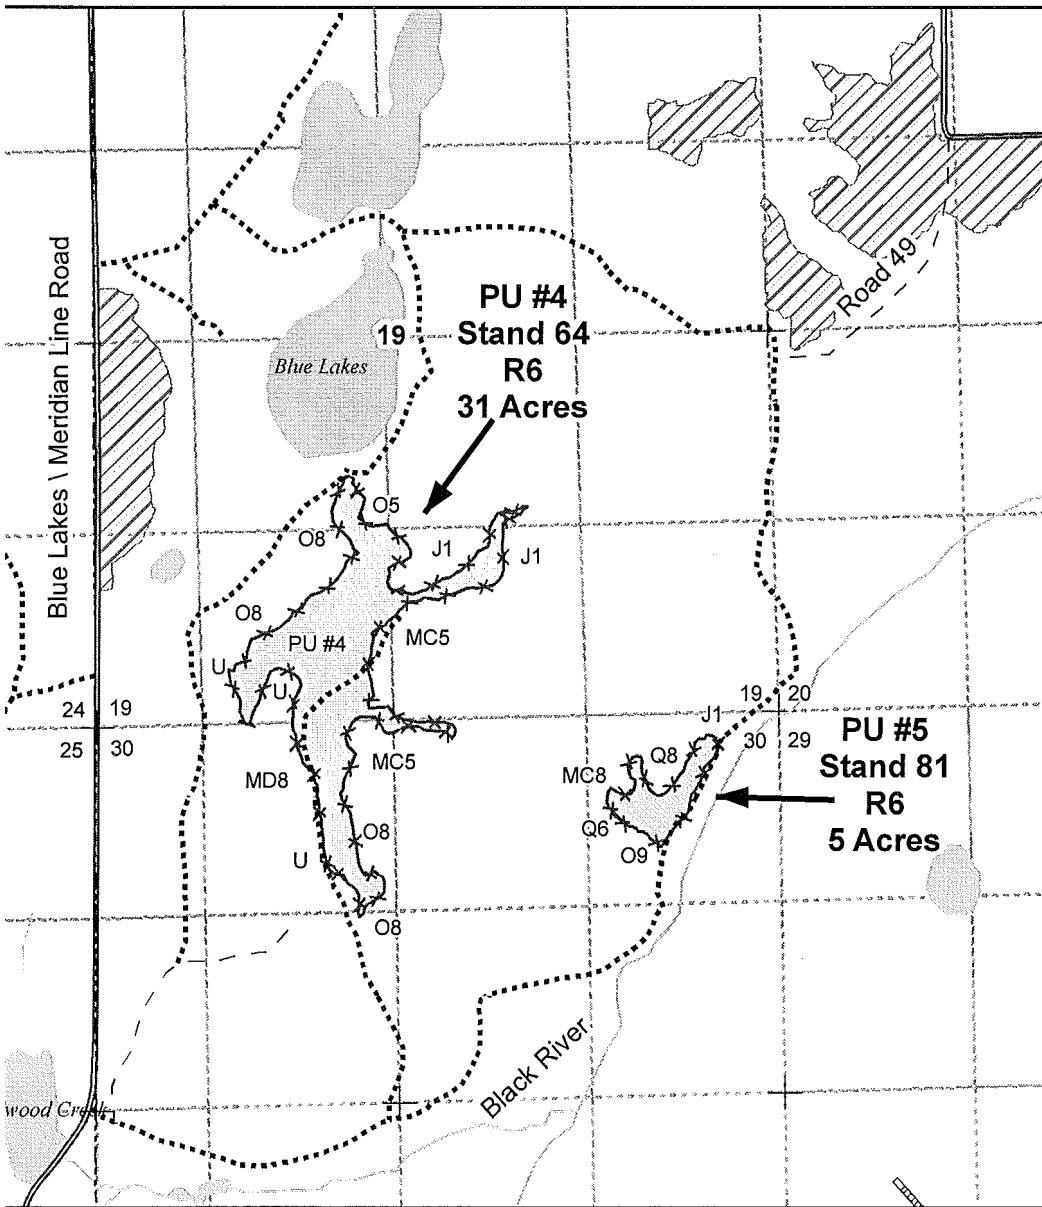 Blue Lakes \ Meridian Line Road
Road 49
PU #4
Stand 64
R6
31 Acres
19
Blue Lakes
O5
O8
J1
J1
O8
PU #4
MC5
U
U
24 19
25 30
19 20
30 29
J1
PU #5
Stand 81
R6
5 Acres
MD8
MC5
Q8
MC8
Q6
O9
O8
U
O8
Black River
wood Creek